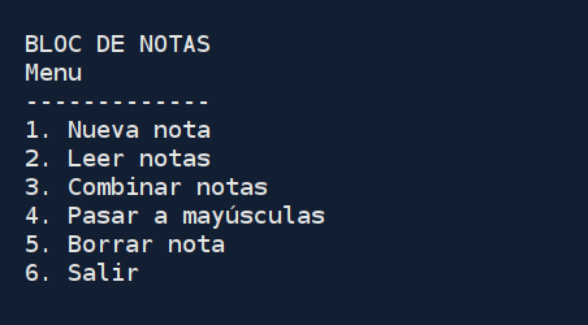 BLOC DE NOTAS
Menu
-------------
1. Nueva nota
2. Leer notas
3. Combinar notas
4. Pasar a mayúsculas
5. Borrar nota
6. Salir